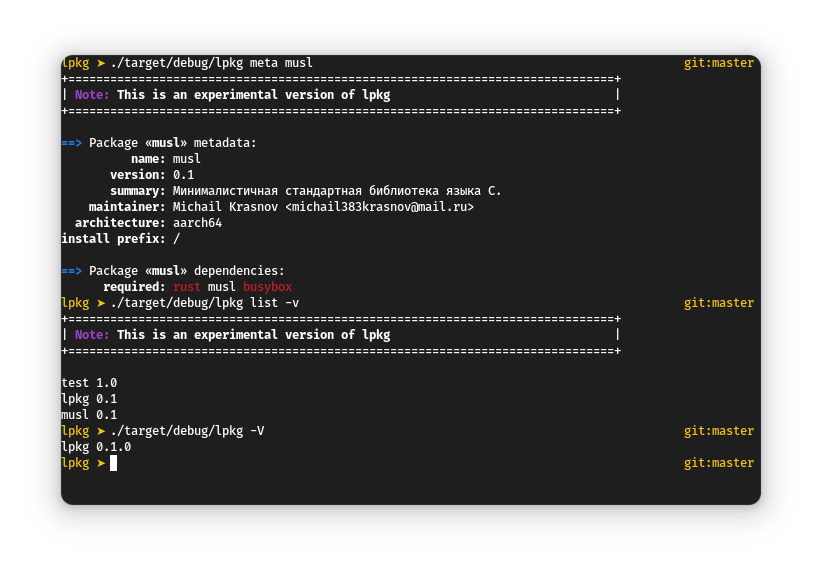 lpkg ➤ ./target/debug/lpkg meta musl git:master
+==============================================================================+
| Note: This is an experimental version of lpkg |
+==============================================================================+
==> Package «musl» metadata:
name: musl
version: 0.1
summary: Минималистичная стандартная библиотека языка C.
maintainer: Michail Krasnov <michail383krasnov@mail.ru>
architecture: aarch64
install prefix: /
==> Package «musl» dependencies:
required: rust musl busybox
lpkg ➤ ./target/debug/lpkg list -v git:master
+==============================================================================+
| Note: This is an experimental version of lpkg |
+==============================================================================+
test 1.0
lpkg 0.1
musl 0.1
lpkg ➤ ./target/debug/lpkg -V git:master
lpkg 0.1.0
lpkg ➤ git:master